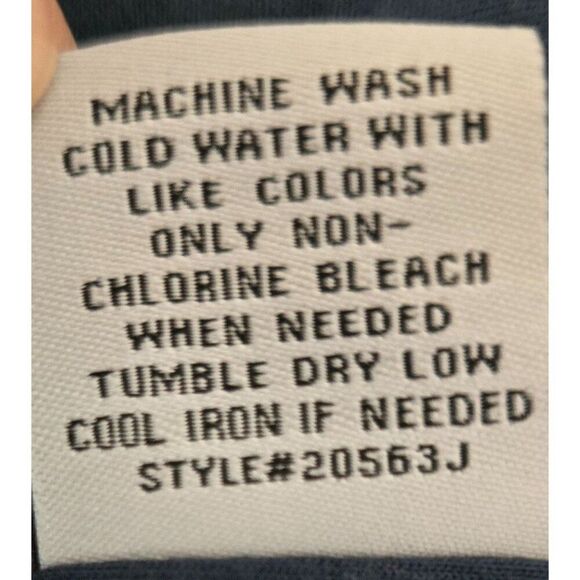 MACHINE WASH
COLD WATER WITH
LIKE COLORS
ONLY NON-
CHLORINE BLEACH
WHEN NEEDED
TUMBLE DRY LOW
COOL IRON IF NEEDED
STYLE#20563J